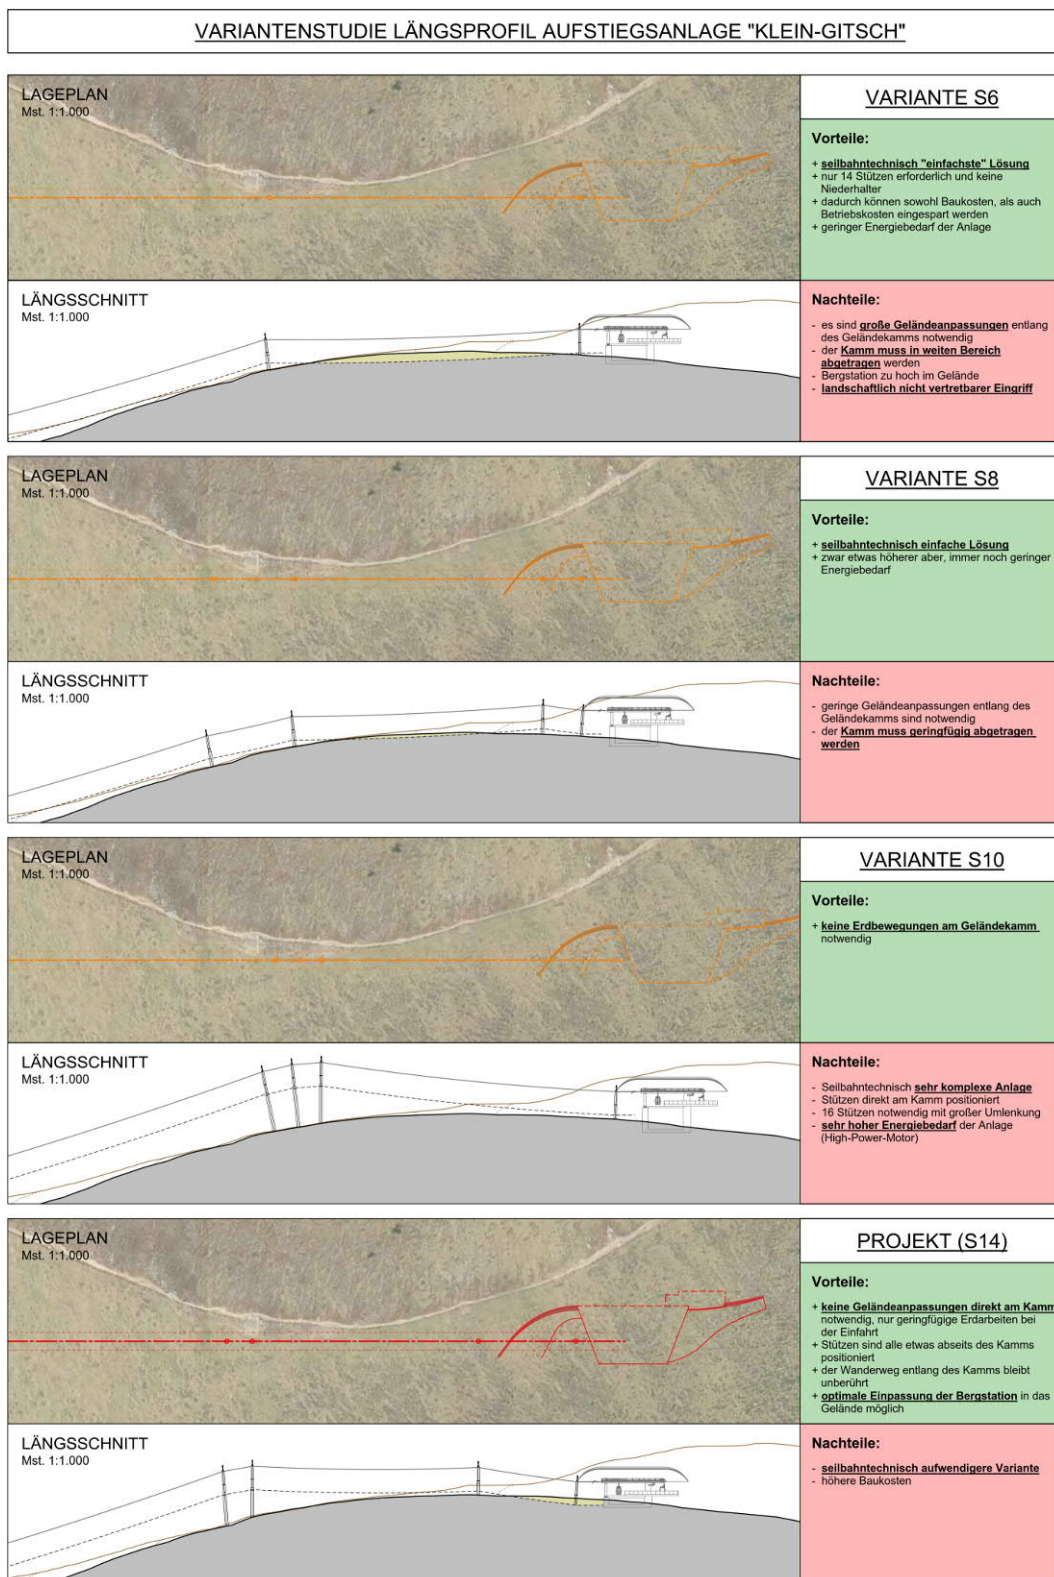 VARIANTENSTUDIE LÄNGSPROFIL AUFSTIEGSANLAGE "KLEIN-GITSCH"
LAGEPLAN
Mst. 1:1.000
VARIANTE S6
Vorteile:
+ seilbahntechnisch "einfachste" Lösung
+ nur 14 Stützen erforderlich und keine
Niederhalter
+ dadurch können sowohl Baukosten, als auch
Betriebskosten eingespart werden
+ geringer Energiebedarf der Anlage
LÄNGSSCHNITT
Mst. 1:1.000
Nachteile:
- es sind große Geländeanpassungen entlang
des Geländekamms notwendig
- der Kamm muss in weiten Bereich
abgetragen werden
- Bergstation zu hoch im Gelände
- landschaftlich nicht vertretbarer Eingriff
LAGEPLAN
Mst. 1:1.000
VARIANTE S8
Vorteile:
+ seilbahntechnisch einfache Lösung
+ zwar etwas höherer aber, immer noch geringer
Energiebedarf
LÄNGSSCHNITT
Mst. 1:1.000
Nachteile:
- geringe Geländeanpassungen entlang des
Geländekamms sind notwendig
- der Kamm muss geringfügig abgetragen
werden
LAGEPLAN
Mst. 1:1.000
VARIANTE S10
Vorteile:
+ keine Erdbewegungen am Geländekamm
notwendig
LÄNGSSCHNITT
Mst. 1:1.000
Nachteile:
- Seilbahntechnisch sehr komplexe Anlage
- Stützen direkt am Kamm positioniert
- 16 Stützen notwendig mit großer Umlenkung
- sehr hoher Energiebedarf der Anlage
(High-Power-Motor)
LAGEPLAN
Mst. 1:1.000
PROJEKT (S14)
Vorteile:
+ keine Geländeanpassungen direkt am Kamm
notwendig, nur geringfügige Erdarbeiten bei
der Einfahrt
+ Stützen sind alle etwas abseits des Kamms
positioniert
+ der Wanderweg entlang des Kamms bleibt
unberührt
+ optimale Einpassung der Bergstation in das
Gelände möglich
LÄNGSSCHNITT
Mst. 1:1.000
Nachteile:
- seilbahntechnisch aufwendigere Variante
- höhere Baukosten